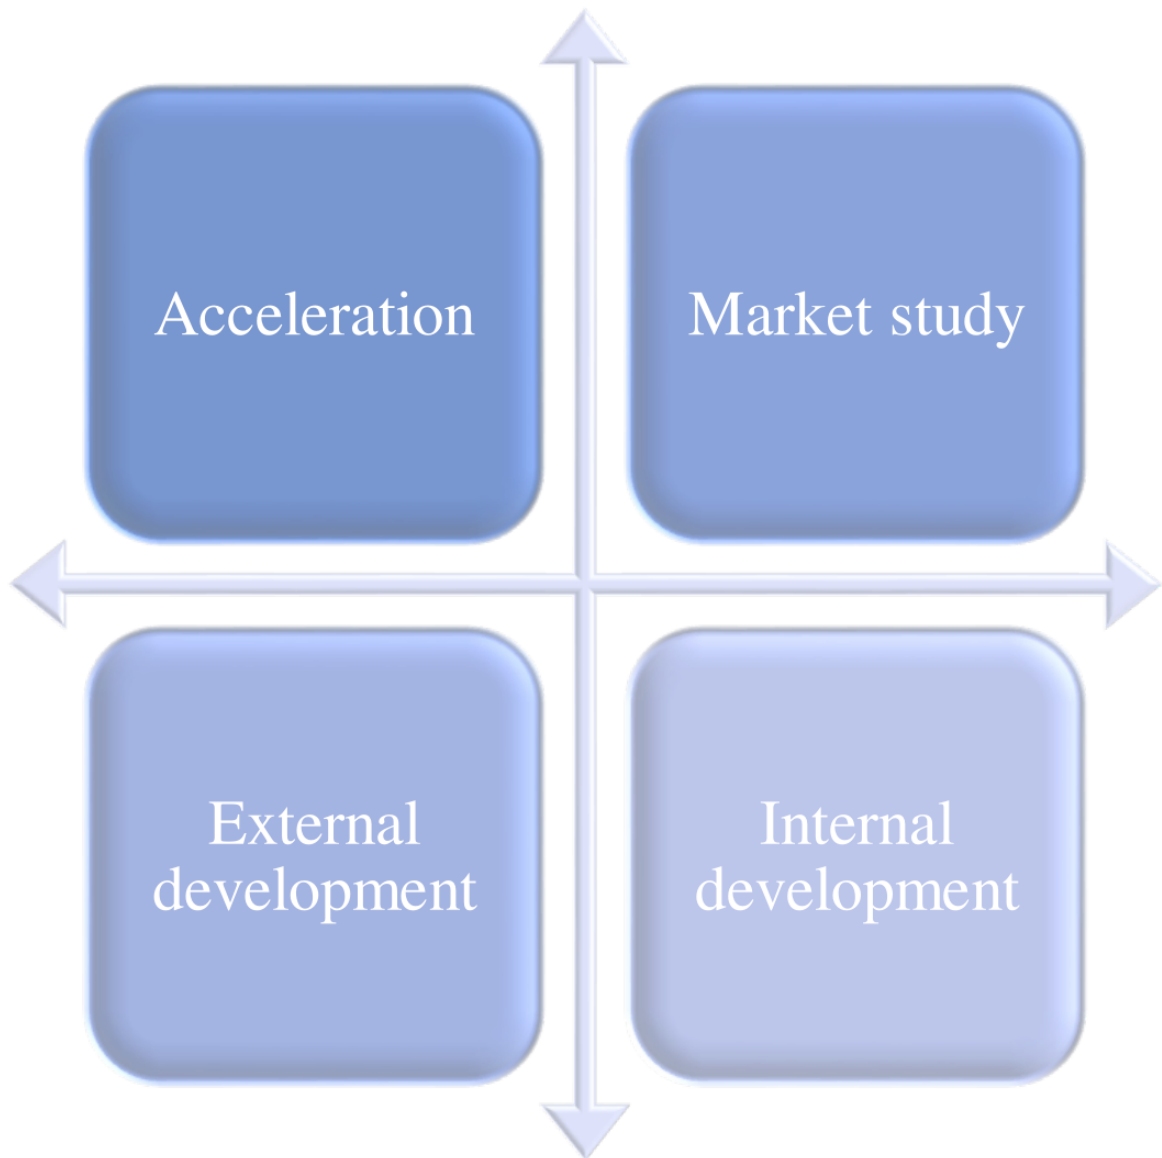 Acceleration
Market study
External
development
Internal
development